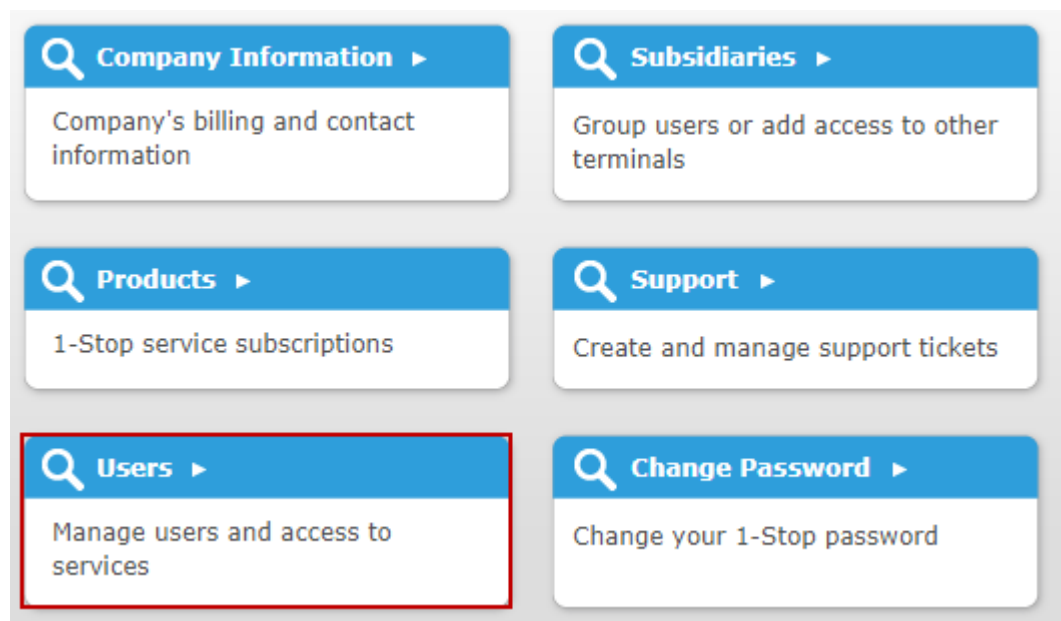 Company Information ►
Company's billing and contact
information
Subsidiaries ►
Group users or add access to other
terminals
Products ►
1-Stop service subscriptions
Support ►
Create and manage support tickets
Users ►
Manage users and access to
services
Change Password ►
Change your 1-Stop password